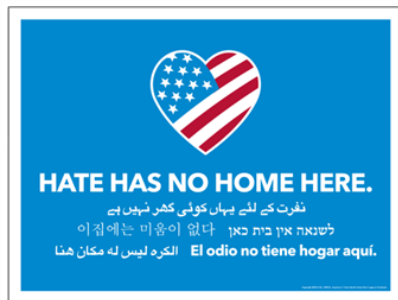 HATE HAS NO HOME HERE.
نفرت کے لئے یہاں کوئی گھر نہیں ہے
이집에는 미움이 없다 לשנאה אין בית כאן
الكره ليس له مكان هنا El odio no tiene hogar aquí.